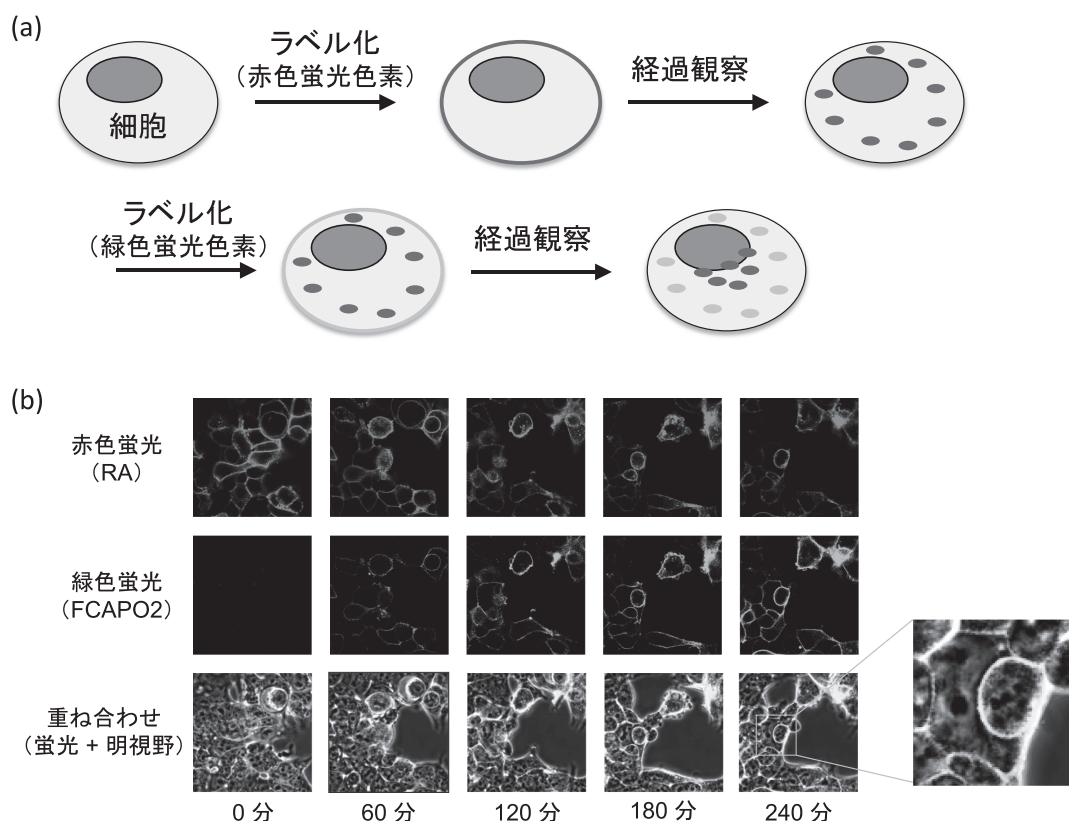 (a)
ラベル化
(赤色蛍光色素)
経過観察
細胞
ラベル化
(緑色蛍光色素)
経過観察
(b)
赤色蛍光
(RA)
緑色蛍光
(FCAPO2)
重ね合わせ
(蛍光 + 明視野)
0 分
60 分
120 分
180 分
240 分